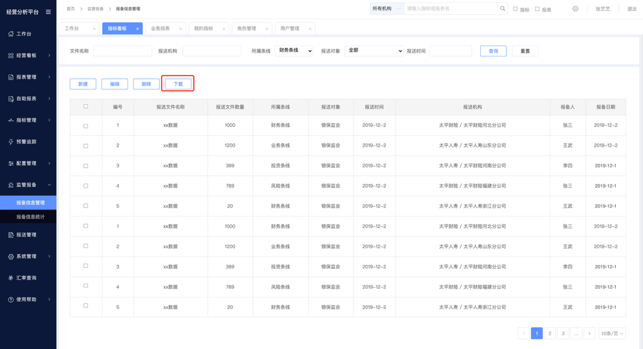 经营分析平台
首页 > 监管报备 > 报备信息管理
所有机构 请输入指标或报表名 指标 报表 张艺艺 退出
工作台 指标看板 业务报表 我的指标 角色管理 用户管理
工作台
经营看板
报表管理
自助报表
指标管理
预警追踪
配置管理
监管报备
报备信息管理
报备信息统计
报送管理
系统管理
汇率查询
使用帮助
文件名称 报送机构 所属条线 财务条线 报送对象 全部 报送时间 查询 重置
新建 编辑 删除 下载
编号 报送文件名称 报送文件数量 所属条线 报送对象 报送时间 报送机构 报备人 报备日期
1 xx数据 1000 财务条线 银保监会 2019-12-2 太平财险 / 太平财险河北分公司 张三 2019-12-2
2 xx数据 1200 业务条线 银保监会 2019-12-2 太平人寿 / 太平人寿山东分公司 王武 2019-12-2
3 xx数据 389 投资条线 银保监会 2019-12-2 太平财险 / 太平财险河南分公司 李四 2019-12-1
4 xx数据 789 风险条线 银保监会 2019-12-2 太平财险 / 太平财险福建分公司 张三 2019-12-1
5 xx数据 20 财务条线 银保监会 2019-12-2 太平人寿 / 太平人寿浙江分公司 王武 2019-12-1
1 xx数据 1000 财务条线 银保监会 2019-12-2 太平财险 / 太平财险河北分公司 张三 2019-12-2
2 xx数据 1200 业务条线 银保监会 2019-12-2 太平人寿 / 太平人寿山东分公司 王武 2019-12-2
3 xx数据 389 投资条线 银保监会 2019-12-2 太平财险 / 太平财险河南分公司 李四 2019-12-1
4 xx数据 789 风险条线 银保监会 2019-12-2 太平财险 / 太平财险福建分公司 张三 2019-12-1
5 xx数据 20 财务条线 银保监会 2019-12-2 太平人寿 / 太平人寿浙江分公司 王武 2019-12-1
< 1 2 3 ... > 10条/页